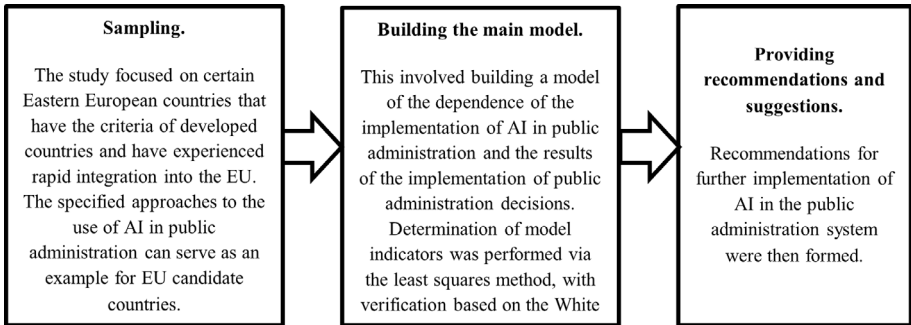 Sampling.
The study focused on certain
Eastern European countries that
have the criteria of developed
countries and have experienced
rapid integration into the EU.
The specified approaches to the
use of AI in public
administration can serve as an
example for EU candidate
countries.
Building the main model.
This involved building a model
of the dependence of the
implementation of AI in public
administration and the results
of the implementation of public
administration decisions.
Determination of model
indicators was performed via
the least squares method, with
verification based on the White
Providing
recommendations and
suggestions.
Recommendations for
further implementation of
AI in the public
administration system
were then formed.